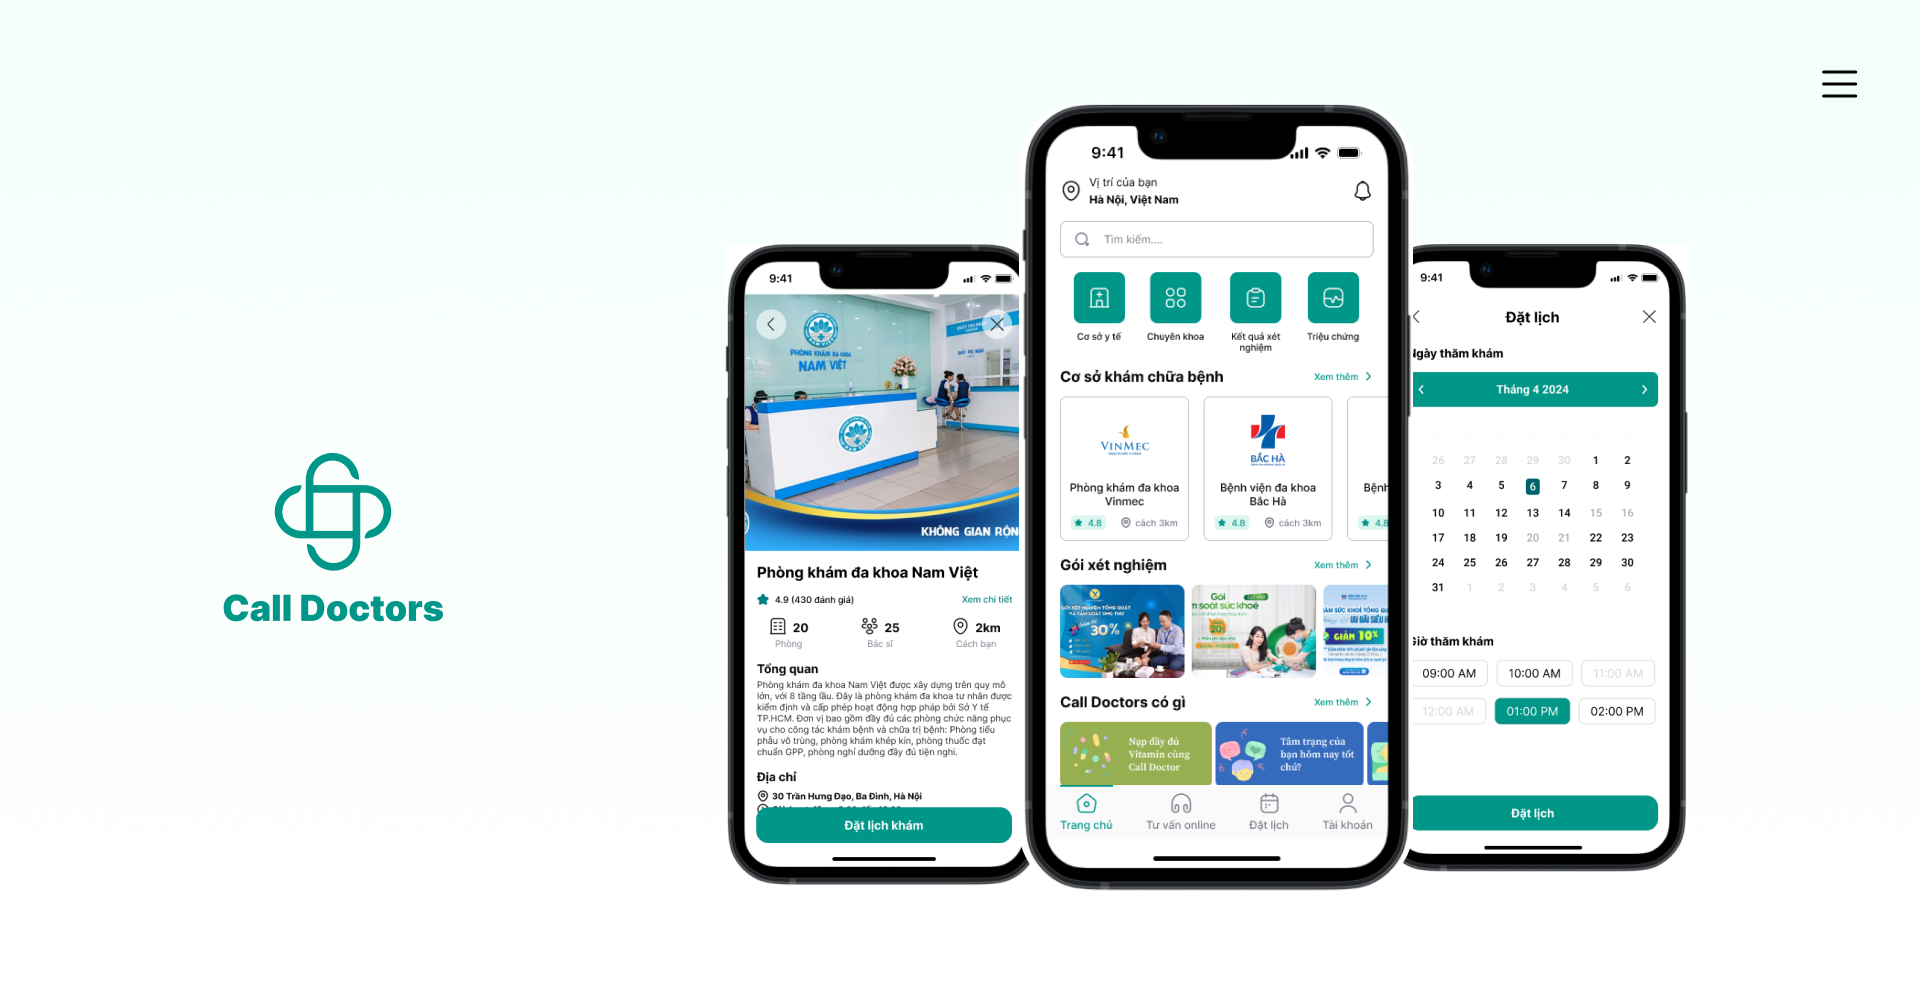 Call Doctors
9:41
PHÒNG KHÁM ĐA KHOA
NAM VIỆT
KHÔNG GIAN RỘN
Phòng khám đa khoa Nam Việt
4.9 (430 đánh giá)
Xem chi tiết
20
25
2km
Phòng
Bác sĩ
Cách bạn
Tổng quan
Phòng khám đa khoa Nam Việt được xây dựng trên quy mô
lớn, với 8 tầng lầu. Đây là phòng khám đa khoa tư nhân được
kiểm định và cấp phép hoạt động hợp pháp bởi Sở Y tế
TP.HCM. Đơn vị bao gồm đầy đủ các phòng chức năng phục
vụ cho công tác khám bệnh và chữa trị bệnh: Phòng tiểu
phẫu vô trùng, phòng khám khép kín, phòng thuốc đạt
chuẩn GPP, phòng nghỉ dưỡng đầy đủ tiện nghi.
Địa chỉ
30 Trần Hưng Đạo, Ba Đình, Hà Nội
Đặt lịch khám
9:41
Vị trí của bạn
Hà Nội, Việt Nam
Tìm kiếm....
Cơ sở y tế
Chuyên khoa
Kết quả xét
nghiệm
Triệu chứng
Cơ sở khám chữa bệnh
Xem thêm
VINMEC
BẮC HÀ
Phòng khám đa khoa
Vinmec
Bệnh viện đa khoa
Bắc Hà
Bệnh
4.8
cách 3km
4.8
cách 3km
4.8
Gói xét nghiệm
Xem thêm
GÓI XÉT NGHIỆM TỔNG QUÁT
VÀ TẦM SOÁT UNG THƯ
30%
Gói
m soát sức khoẻ
20
GIẢM 10%
Call Doctors có gì
Xem thêm
Nạp đầy đủ
Vitamin cùng
Call Doctor
Tâm trạng của
bạn hôm nay tốt
chứ?
Trang chủ
Tư vấn online
Đặt lịch
Tài khoản
9:41
Đặt lịch
Ngày thăm khám
Tháng 4 2024
26 27 28 29 30 1 2
3 4 5 6 7 8 9
10 11 12 13 14 15 16
17 18 19 20 21 22 23
24 25 26 27 28 29 30
31 1 2 3 4 5 6
Giờ thăm khám
09:00 AM
10:00 AM
11:00 AM
12:00 AM
01:00 PM
02:00 PM
Đặt lịch